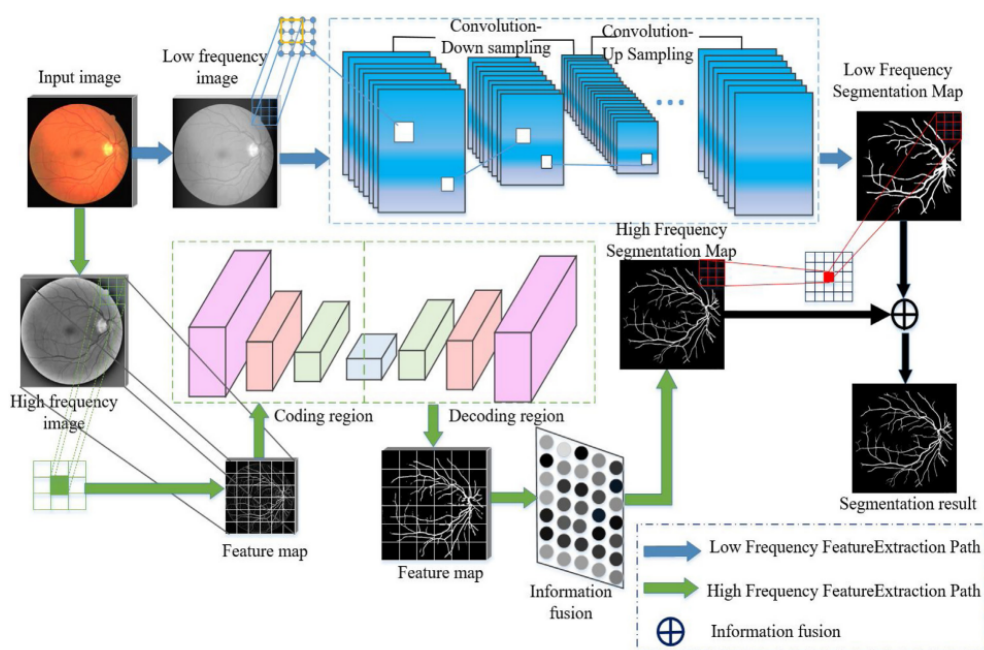 Convolution-
Down sampling
Convolution-
Up Sampling
Input image
Low frequency
image
Low Frequency
Segmentation Map
High Frequency
Segmentation Map
High frequency
image
Coding region
Decoding region
Feature map
Feature map
Information
fusion
Segmentation result
Low Frequency FeatureExtraction Path
High Frequency FeatureExtraction Path
Information fusion